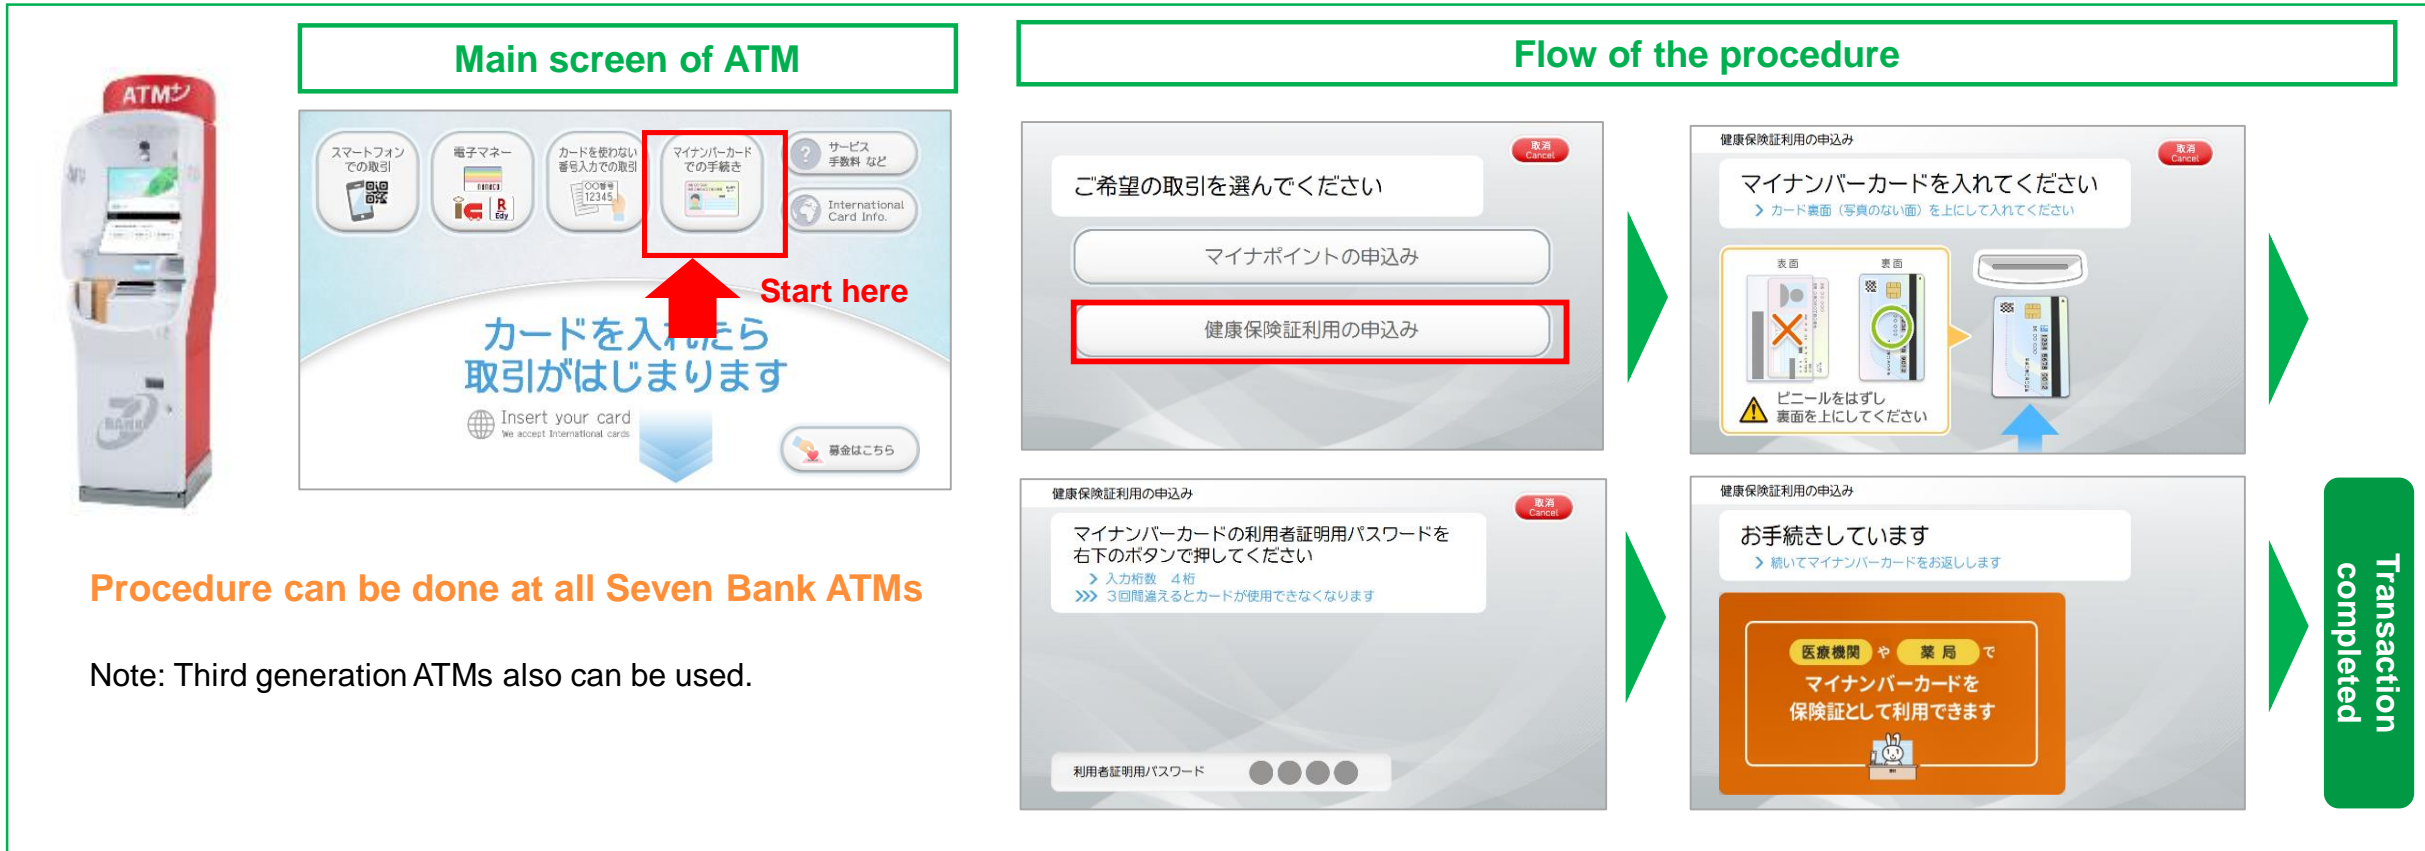 Main screen of ATM
Flow of the procedure
ATM
BANK
スマートフォン
での取引
電子マネー
nanaco
R
Edy
カードを使わない
番号入力での取引
〇〇番号
12345
マイナンバーカード
での手続き
?
サービス
手数料 など
International
Card Info.
Start here
カードを入れたら
取引がはじまります
Insert your card
We accept International cards
募金はこちら
Procedure can be done at all Seven Bank ATMs
Note: Third generation ATMs also can be used.
取消
Cancel
ご希望の取引を選んでください
マイナポイントの申込み
健康保険証利用の申込み
健康保険証利用の申込み
取消
Cancel
マイナンバーカードを入れてください
カード裏面（写真のない面）を上にして入れてください
表面
裏面
ビニールをはずし
裏面を上にしてください
健康保険証利用の申込み
取消
Cancel
マイナンバーカードの利用者証明用パスワードを
右下のボタンで押してください
入力桁数 4桁
3回間違えるとカードが使用できなくなります
利用者証明用パスワード
健康保険証利用の申込み
お手続きしています
続いてマイナンバーカードをお返しします
医療機関 や 薬局 で
マイナンバーカードを
保険証として利用できます
Transaction
completed